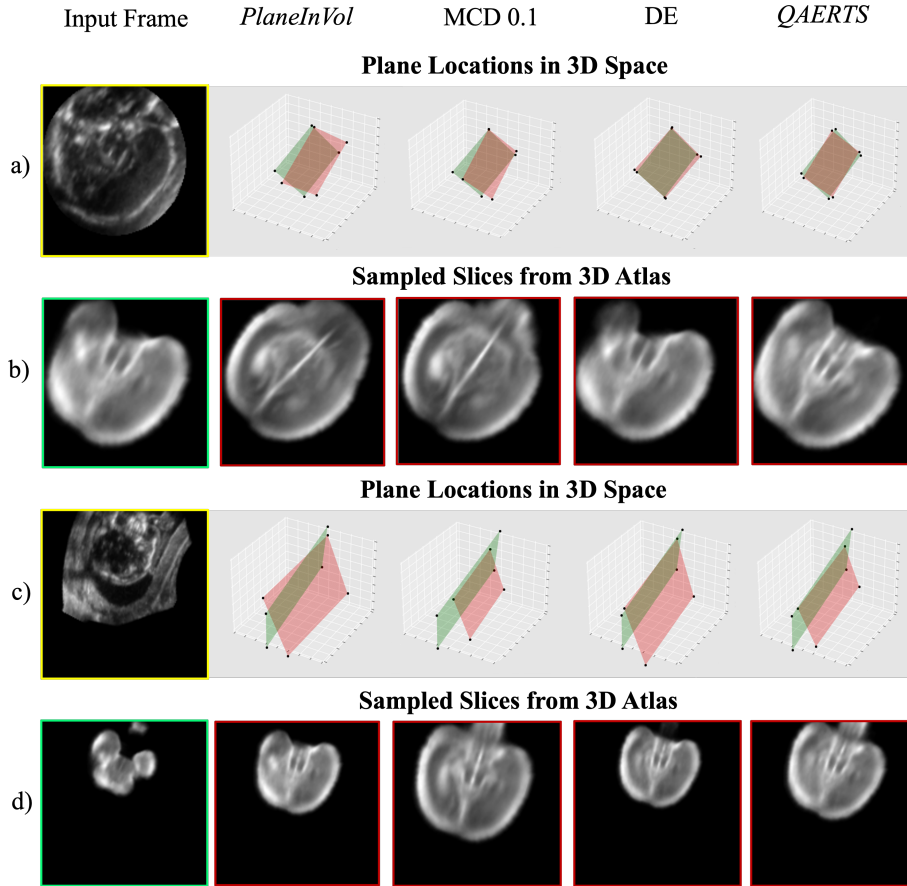 Input Frame PlaneInVol MCD 0.1 DE QAERTS
Plane Locations in 3D Space
a)
Sampled Slices from 3D Atlas
b)
Plane Locations in 3D Space
c)
Sampled Slices from 3D Atlas
d)